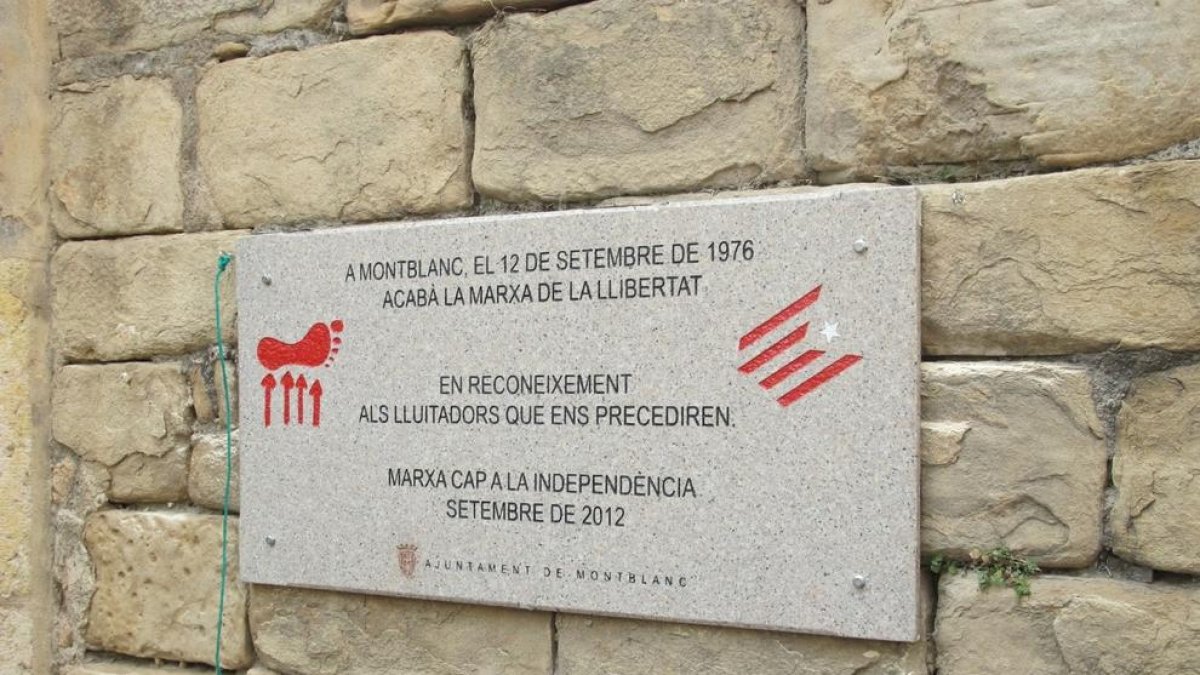 A MONTBLANC, EL 12 DE SETEMBRE DE 1976
ACABÀ LA MARXA DE LA LLIBERTAT
EN RECONEIXEMENT
ALS LLUITADORS QUE ENS PRECEDIREN.
MARXA CAP A LA INDEPENDÈNCIA
SETEMBRE DE 2012
AJUNTAMENT DE MONTBLANC